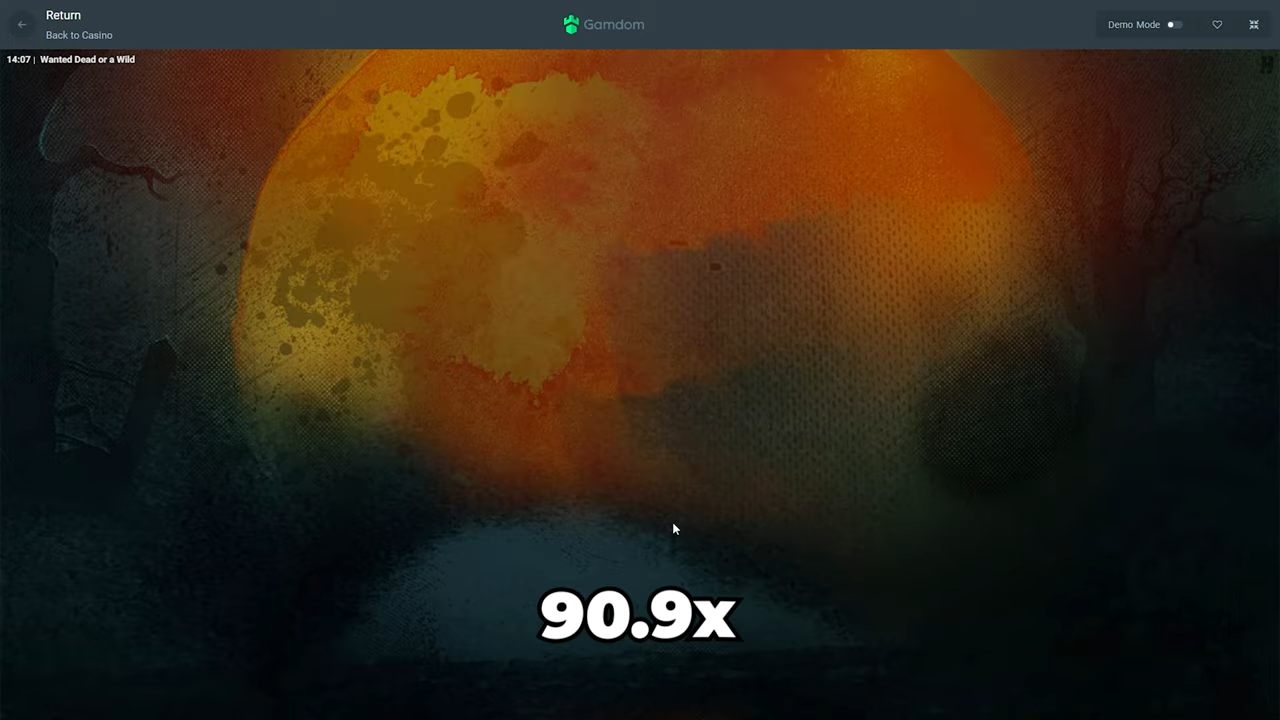 Return
Back to Casino
Gamdom
Demo Mode
14:07 | Wanted Dead or a Wild
90.9x